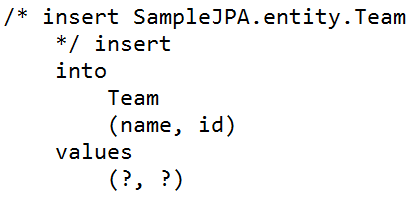 /* insert SampleJPA.entity.Team
    */ insert
    into
        Team
        (name, id)
    values
        (?, ?)